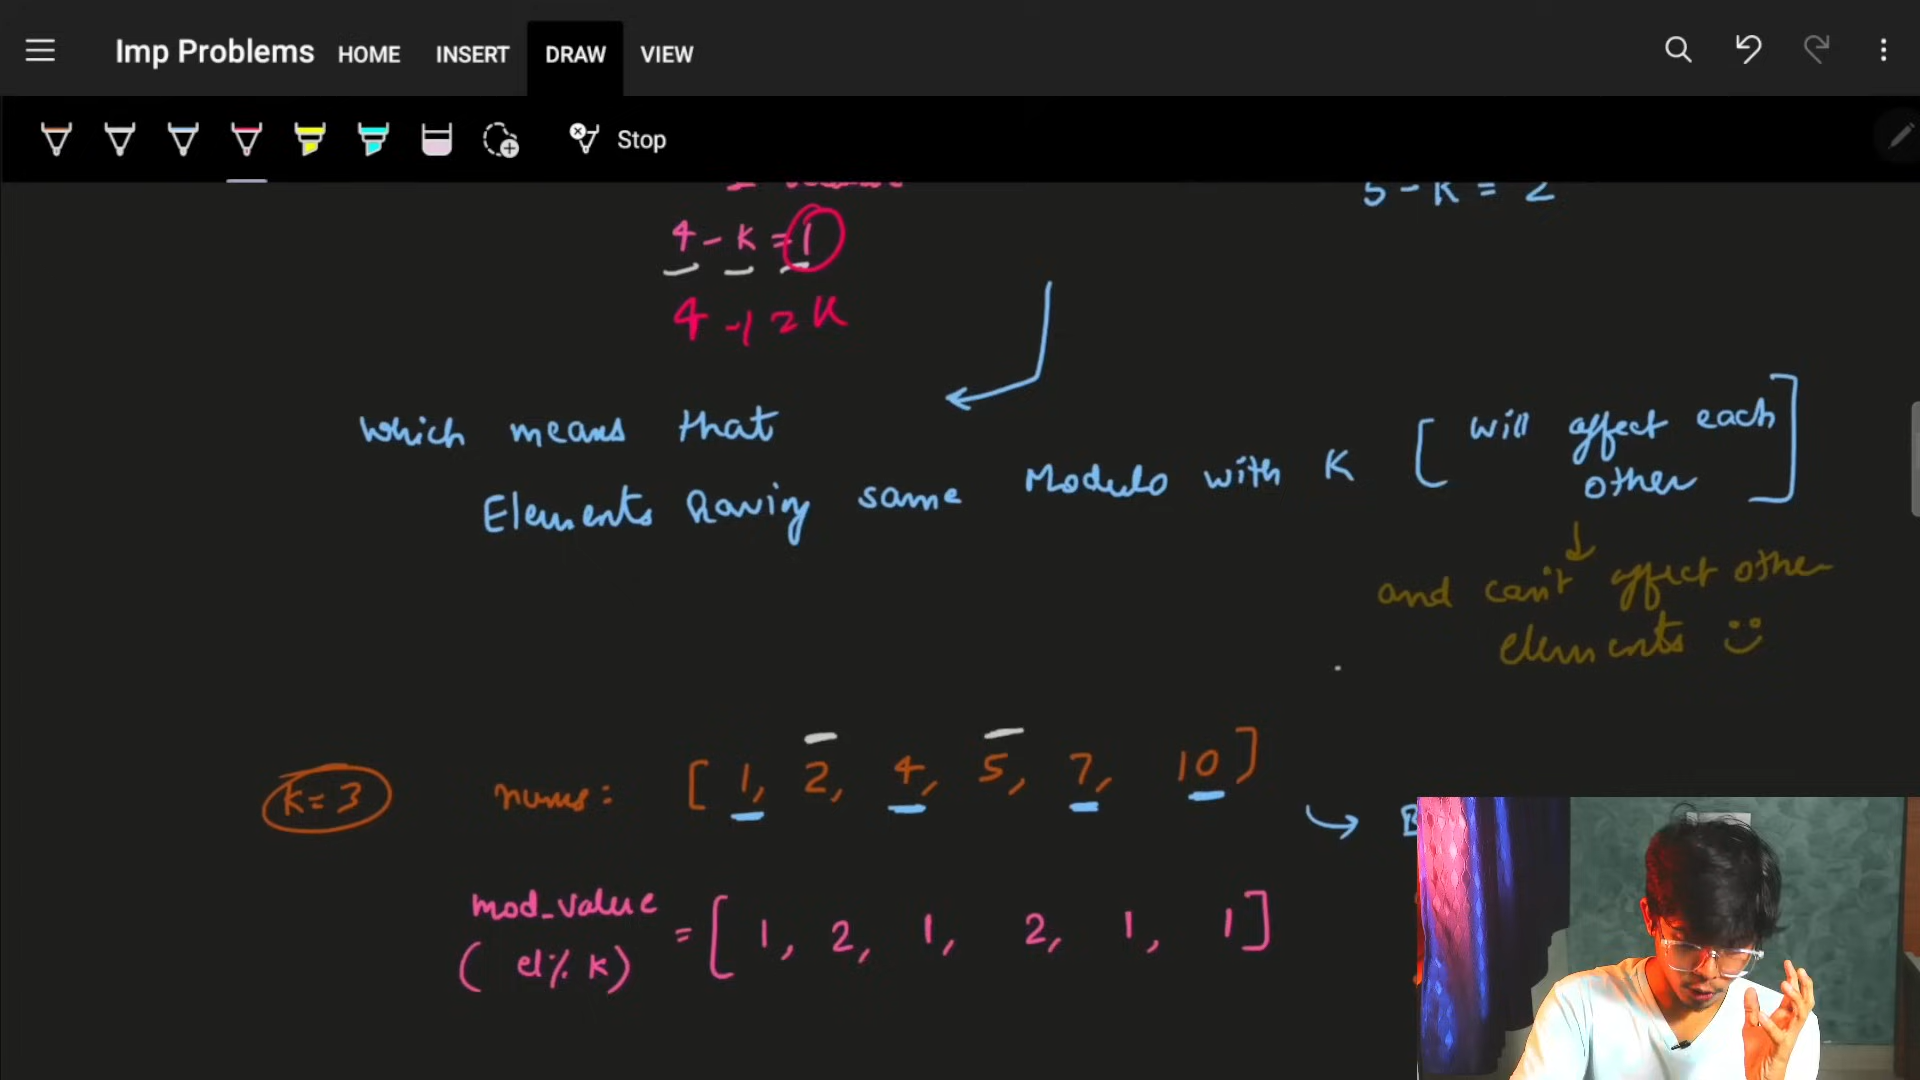 Imp Problems HOME INSERT DRAW VIEW
Stop
5 - K = 2
4 - k = 1
4 - 1 = K
which means that
Elements Having same Modulo with K [ will affect each other ]
and can't affect other
elements
k = 3 nums : [ 1, 2, 4, 5, 7, 10 ]
mod_value
( el % k ) = [ 1, 2, 1, 2, 1, 1 ]